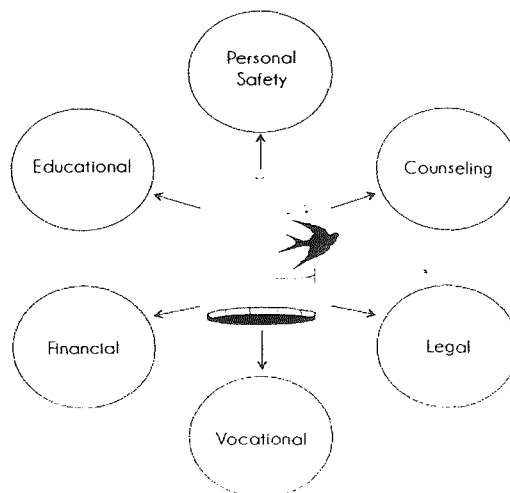 Personal
Safety
Educational
Counseling
Financial
Legal
Vocational